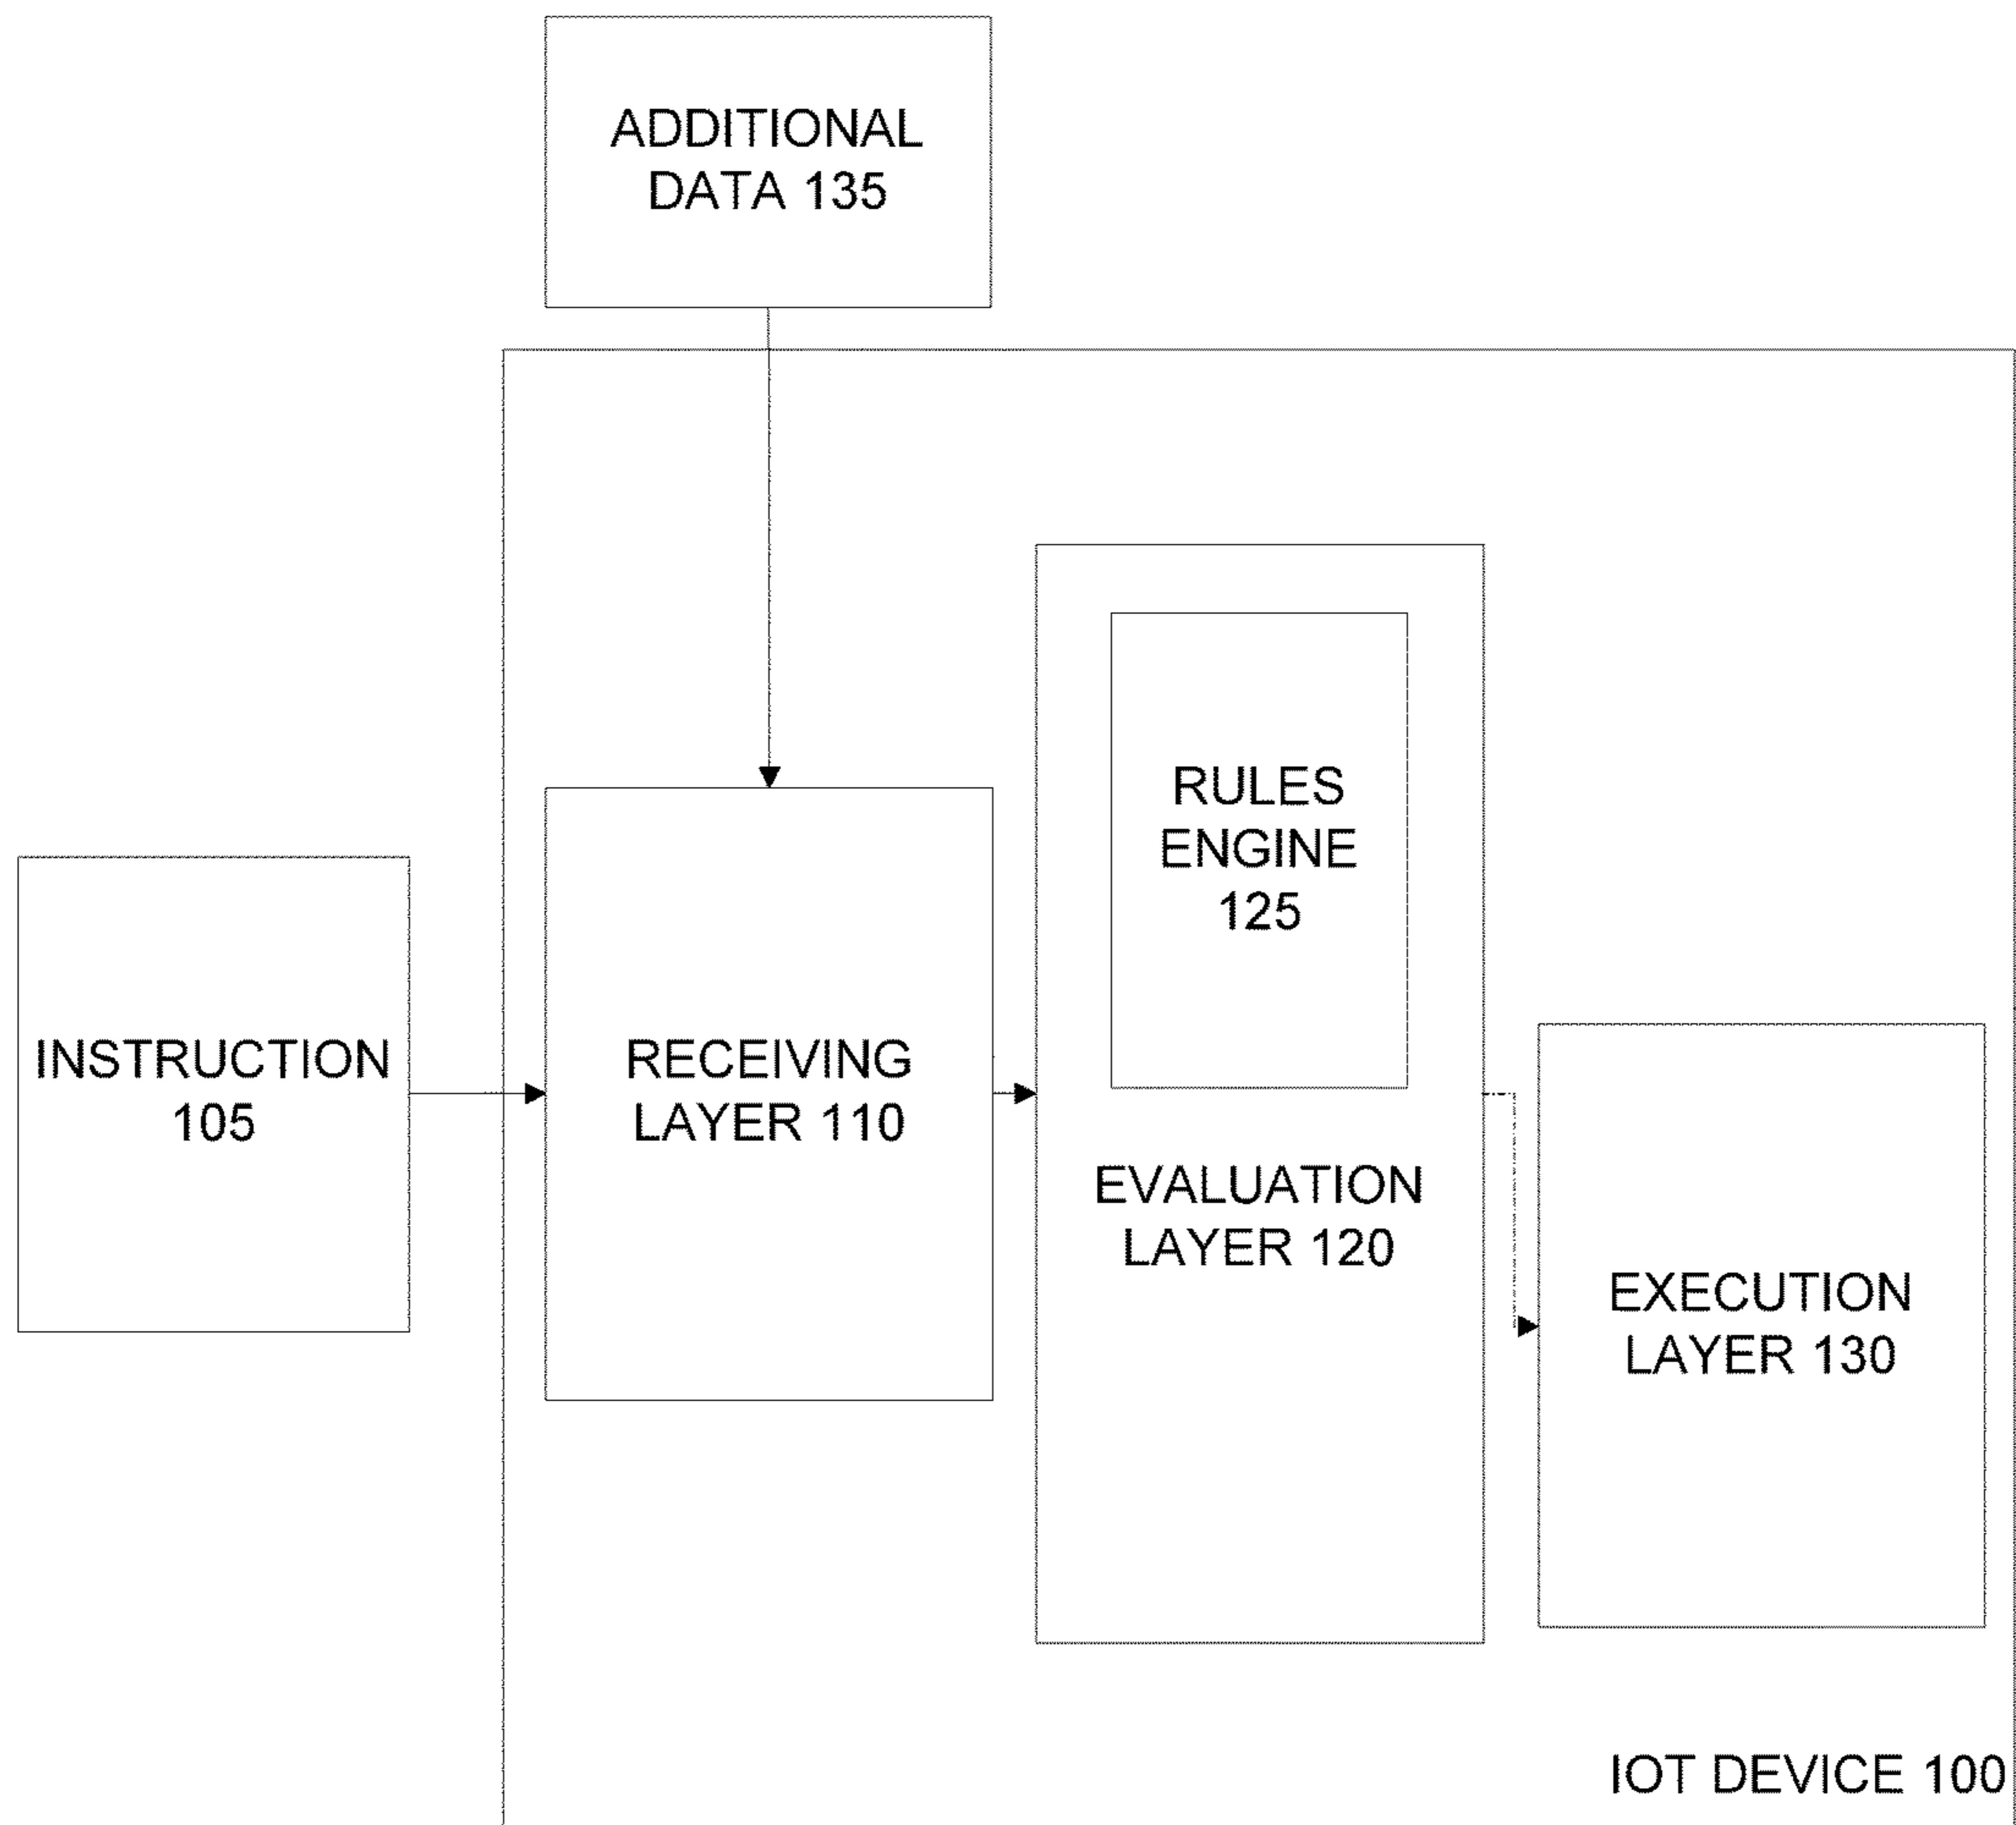 ADDITIONAL
DATA 135
RULES
ENGINE
125
INSTRUCTION
105
RECEIVING
LAYER 110
EVALUATION
LAYER 120
EXECUTION
LAYER 130
IOT DEVICE 100